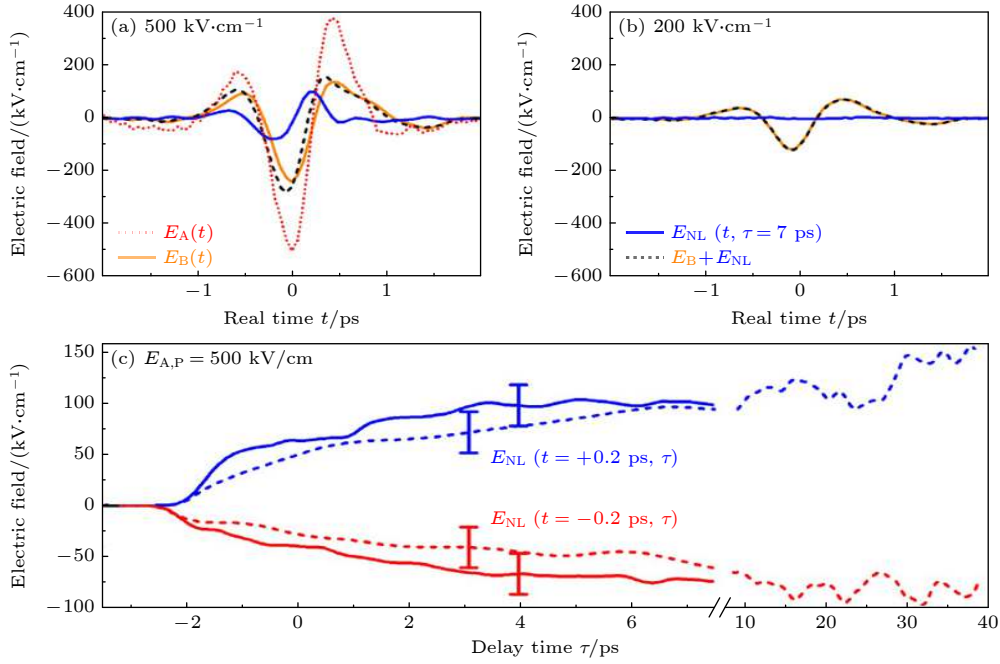 (a) 500 kV·cm⁻¹
(b) 200 kV·cm⁻¹
Electric field/(kV·cm⁻¹)
400
200
0
−200
−400
−600
E_A(t)
E_B(t)
−1
0
1
Real time t/ps
Electric field/(kV·cm⁻¹)
400
200
0
−200
−400
−600
E_NL (t, τ = 7 ps)
E_B+E_NL
−1
0
1
Real time t/ps
(c) E_A,P = 500 kV/cm
Electric field/(kV·cm⁻¹)
150
100
50
0
−50
−100
E_NL (t = +0.2 ps, τ)
E_NL (t = −0.2 ps, τ)
−2
0
2
4
6
10
20
30
40
Delay time τ/ps